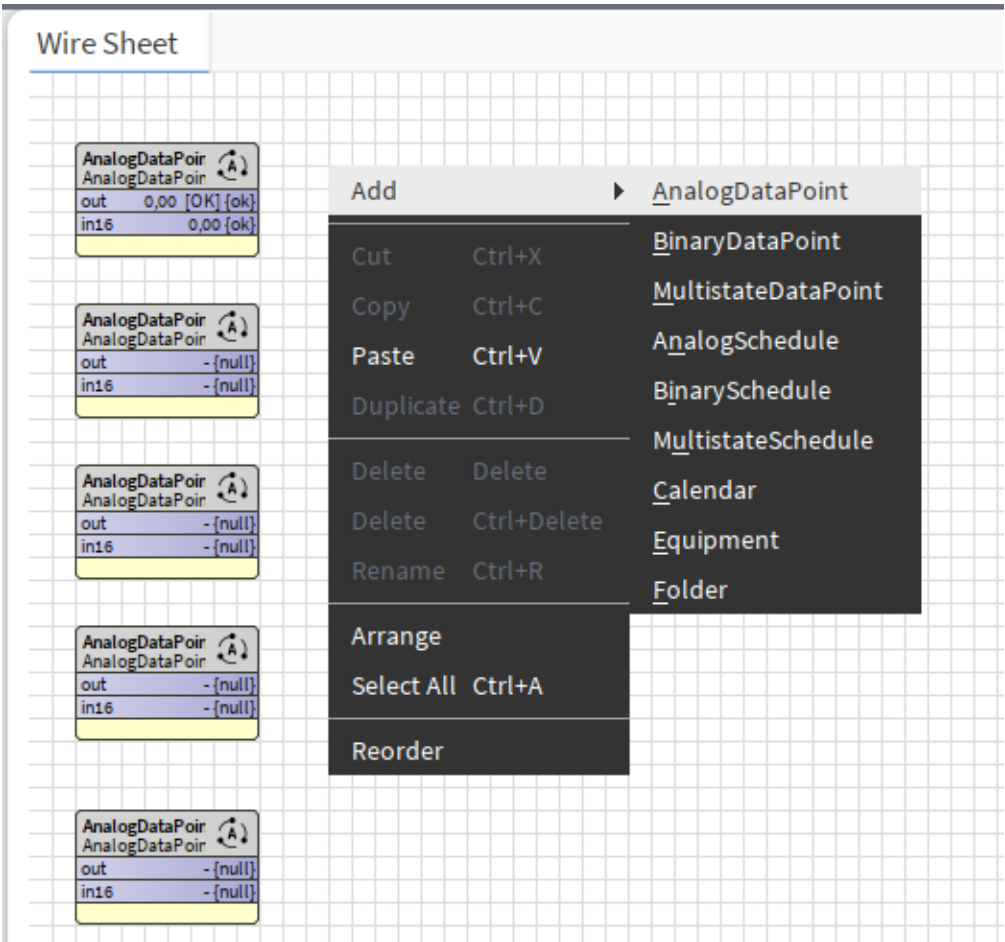 Wire Sheet
AnalogDataPoir
AnalogDataPoir
out 0,00 [OK] {ok}
in16 0,00 {ok}
AnalogDataPoir
AnalogDataPoir
out - {null}
in16 - {null}
AnalogDataPoir
AnalogDataPoir
out - {null}
in16 - {null}
AnalogDataPoir
AnalogDataPoir
out - {null}
in16 - {null}
AnalogDataPoir
AnalogDataPoir
out - {null}
in16 - {null}
Add
Cut Ctrl+X
Copy Ctrl+C
Paste Ctrl+V
Duplicate Ctrl+D
Delete Delete
Delete Ctrl+Delete
Rename Ctrl+R
Arrange
Select All Ctrl+A
Reorder
AnalogDataPoint
BinaryDataPoint
MultistateDataPoint
AnalogSchedule
BinarySchedule
MultistateSchedule
Calendar
Equipment
Folder